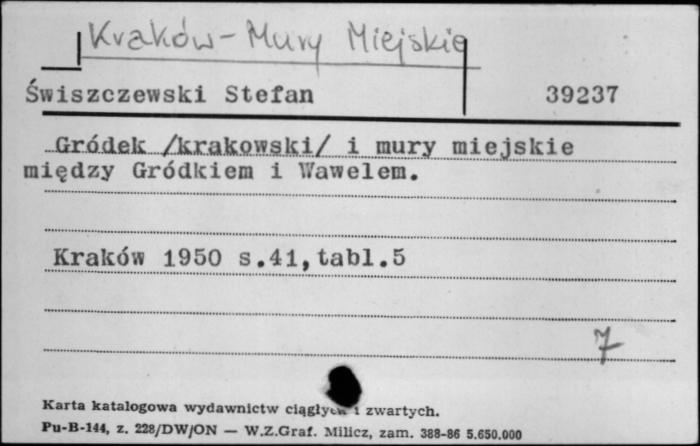 Kraków - Mury Miejskie
Świszczewski Stefan 39237
Gródek /krakowski/ i mury miejskie
między Gródkiem i Wawelem.
Kraków 1950 s.41,tabl.5
7
Karta katalogowa wydawnictw ciągłych i zwartych.
Pu-B-144, z. 228/DW/ON — W.Z.Graf. Milicz, zam. 388-86 5.650.000